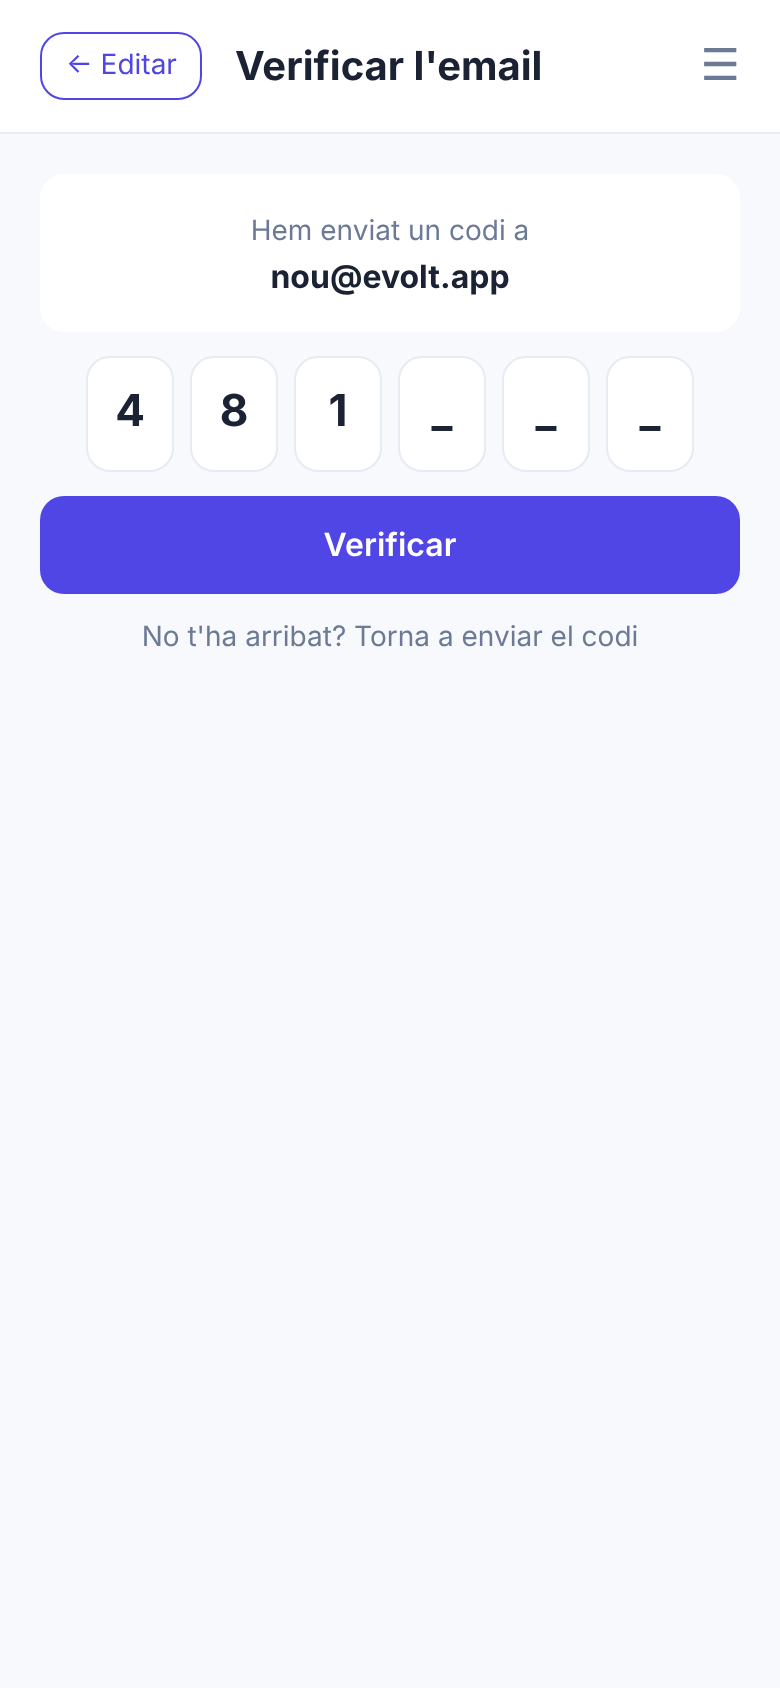 ← Editar
Verificar l'email
☰
Hem enviat un codi a
nou@evolt.app
4 8 1 _ _ _
Verificar
No t'ha arribat? Torna a enviar el codi